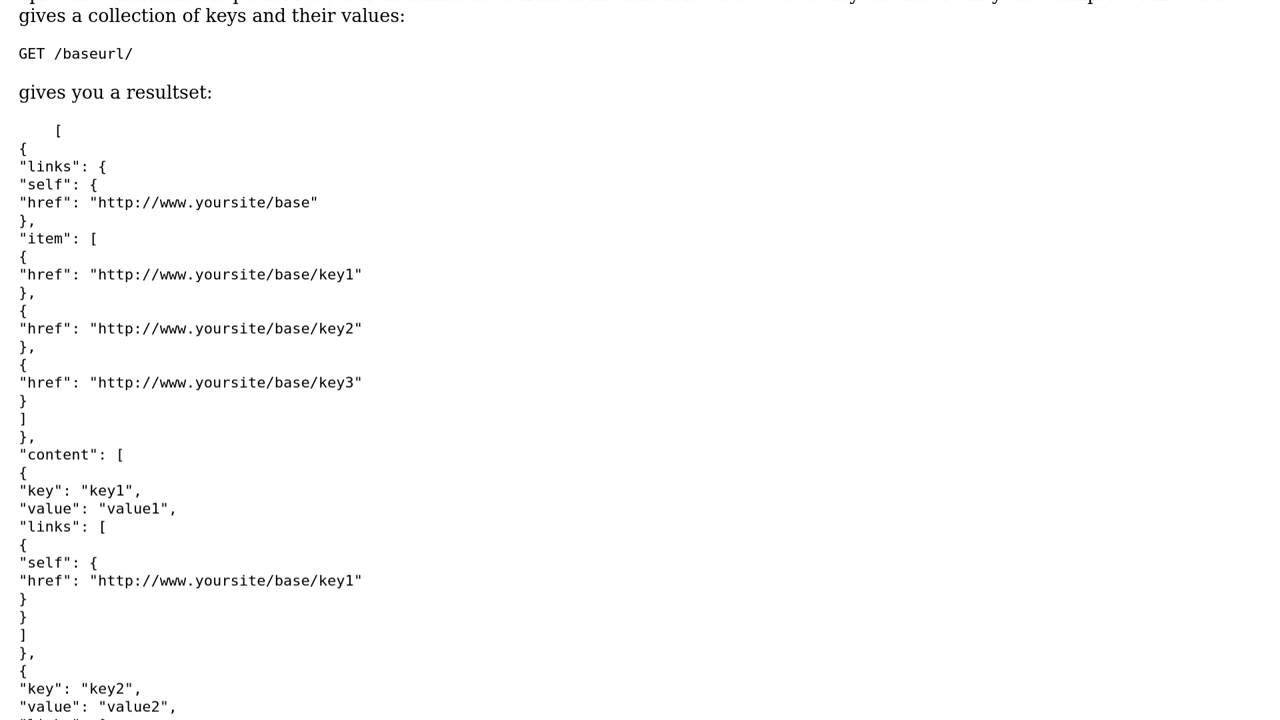 gives a collection of keys and their values:
GET /baseurl/
gives you a resultset:
[
{
"links": {
"self": {
"href": "http://www.yoursite/base"
},
"item": [
{
"href": "http://www.yoursite/base/key1"
},
{
"href": "http://www.yoursite/base/key2"
},
{
"href": "http://www.yoursite/base/key3"
}
]
},
"content": [
{
"key": "key1",
"value": "value1",
"links": [
{
"self": {
"href": "http://www.yoursite/base/key1"
}
}
]
},
{
"key": "key2",
"value": "value2",